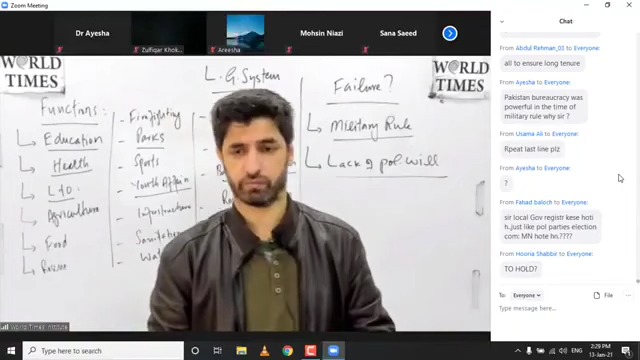 Zoom Meeting
Dr Ayesha
Zulfiqar Khok...
Areesha
Mohsin Niazi
Sana Saeed
WORLD
TIMES
L.G. System
Functions:
Education
Health
L & O
Agriculture
Food
Firefighting
Parks
Sports
Youth Affairs
Infrastructure
Failure?
Military Rule
Lack of pol. will
WORLD
TIMES
World Times Institute
Chat
From Abdul Rehman_03 to Everyone:
all to ensure long tenure
From Ayesha to Everyone:
Pakistan bureaucracy was
powerful in the time of
military rule why sir ?
From Usama Ali to Everyone:
Rpeat last line plz
From Ayesha to Everyone:
?
From Fahad baloch to Everyone:
sir local Gov registr kese hoti
h.just like pol parties election
com: MN hote hn.????
From Hooria Shabbir to Everyone:
TO HOLD?
To: Everyone
File
Type message here...
Type here to search
2:29 PM
13-Jan-21